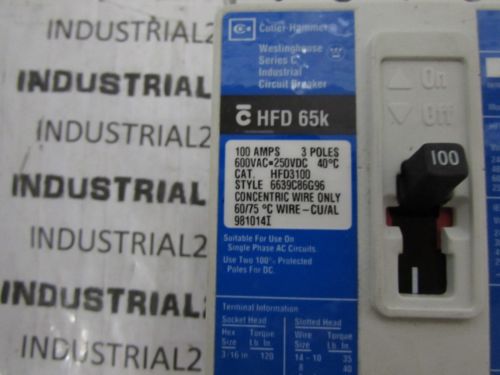 INDUSTRIAL2
INDUSTRIAL
INDUSTRIAL2
INDUSTRIAL
INDUSTRIAL2
INDUSTRIAL
INDUSTRIAL2
INDUSTRIAL
INDUSTRIAL2
Cutler-Hammer
Westinghouse
Series C
Industrial
Circuit Breaker
HFD 65k
100 AMPS 3 POLES
600VAC=250VDC 40°C
CAT. HFD3100
STYLE 6639C86G96
CONCENTRIC WIRE ONLY
60/75 °C WIRE-CU/AL
981014I
Suitable For Use On
Single Phase AC Circuits.
Use Two 100% Protected
Poles For DC.
Terminal Information
Socket Head Slotted Head
Hex Torque Wire Torque
Size Lb. In. Size Lb. In.
3/16 in 120 14-10 35
8 40
On
Off
100